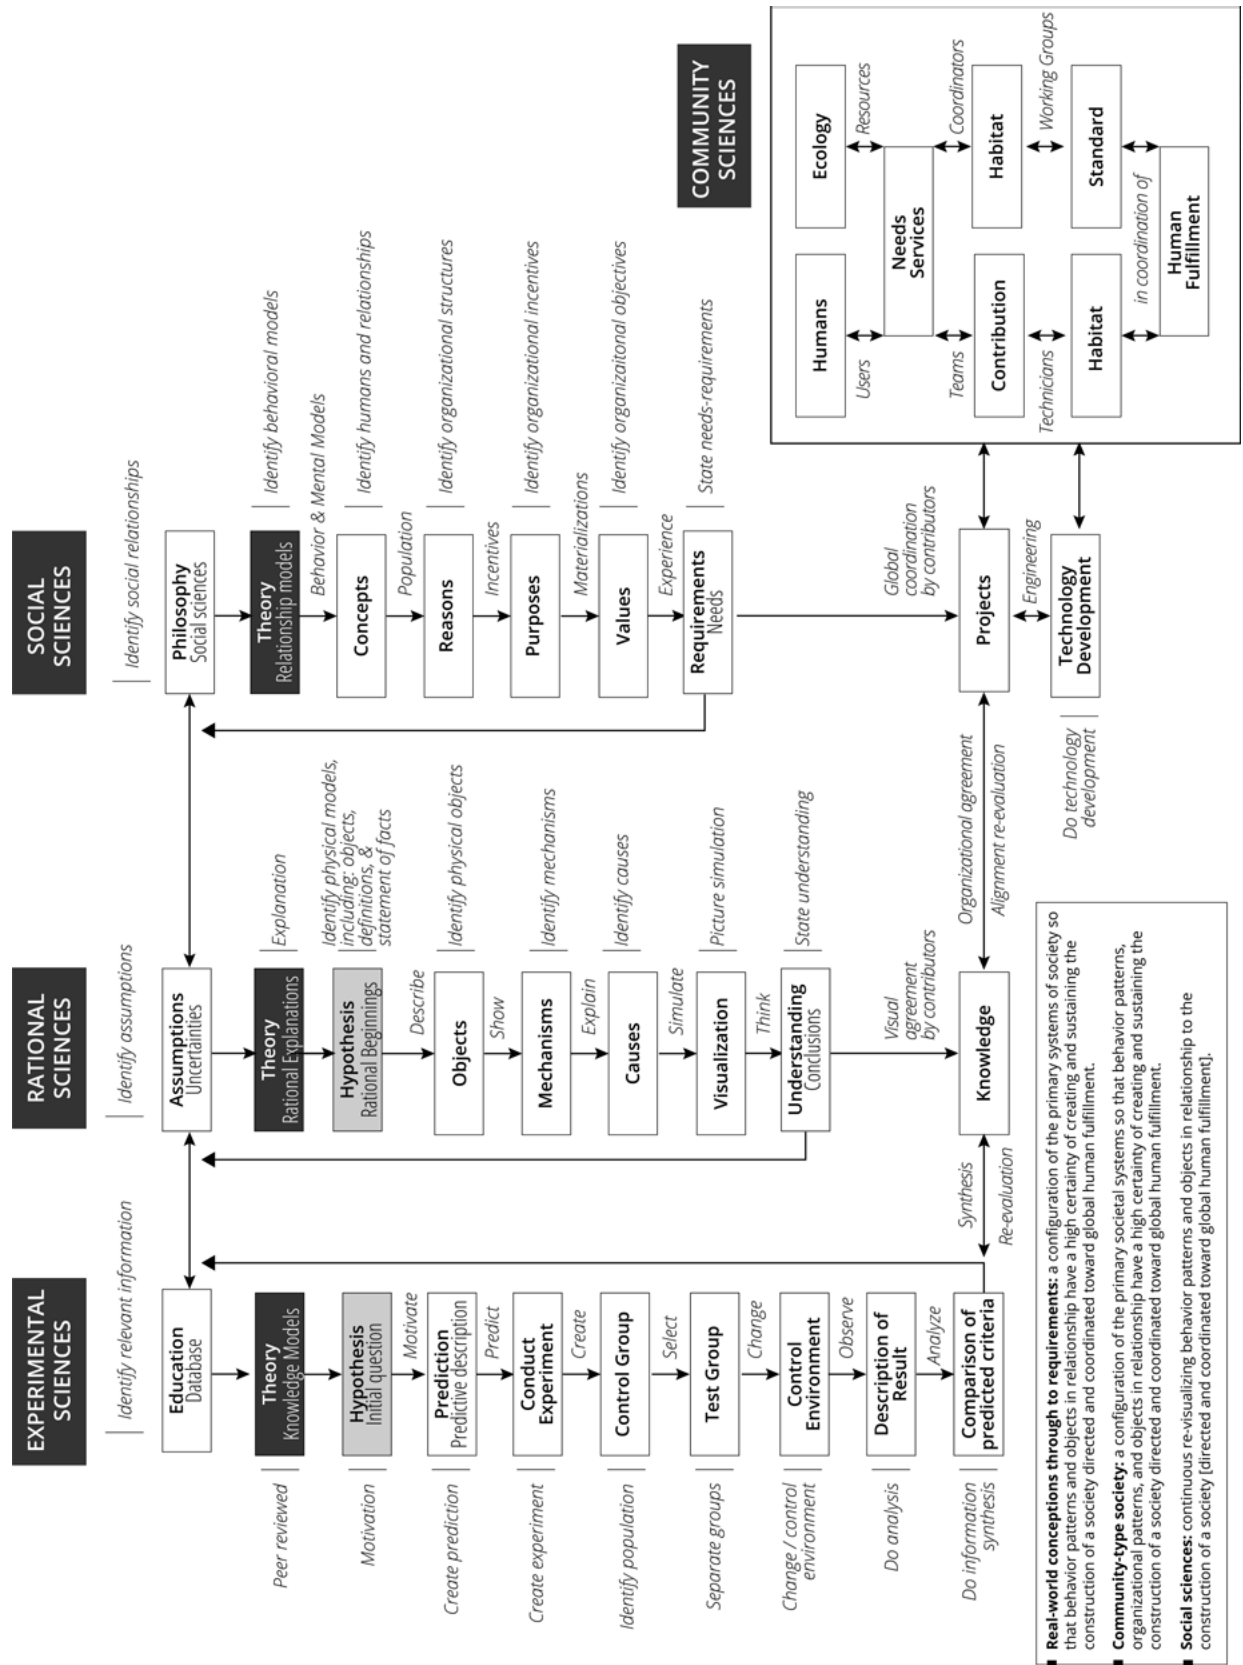 EXPERIMENTAL
SCIENCES
Identify relevant information
Education
Database
Theory
Knowledge Models
Peer reviewed
Hypothesis
Initial question
Motivation
Motivate
Prediction
Predictive description
Create prediction
Predict
Conduct
Experiment
Create experiment
Create
Control Group
Identify population
Select
Test Group
Separate groups
Change
Control
Environment
Change / control
environment
Observe
Description of
Result
Do analysis
Analyze
Comparison of
predicted criteria
Do information
synthesis
Synthesis
Re-evaluation
RATIONAL
SCIENCES
Identify assumptions
Assumptions
Uncertainties
Theory
Rational Explanations
Explanation
Hypothesis
Rational Beginnings
Identify physical models,
including: objects,
definitions, &
statement of facts
Describe
Objects
Identify physical objects
Show
Mechanisms
Identify mechanisms
Explain
Causes
Identify causes
Simulate
Visualization
Picture simulation
Think
Understanding
Conclusions
State understanding
Visual
agreement
by contributors
Knowledge
Organizational agreement
Alignment re-evaluation
SOCIAL
SCIENCES
Identify social relationships
Philosophy
Social sciences
Theory
Relationship models
Identify behavioral models
Behavior & Mental Models
Concepts
Identify humans and relationships
Population
Reasons
Identify organizational structures
Incentives
Purposes
Identify organizational incentives
Materializations
Values
Identify organizaitonal objectives
Experience
Requirements
Needs
State needs-requirements
Global
coordination
by contributors
Projects
Engineering
Technology
Development
Do technology
development
COMMUNITY
SCIENCES
Humans
Ecology
Users
Resources
Needs
Services
Teams
Coordinators
Contribution
Habitat
Technicians
Working Groups
Habitat
Standard
in coordination of
Human
Fulfillment
■ Real-world conceptions through to requirements: a configuration of the primary systems of society so
that behavior patterns and objects in relationship have a high certainty of creating and sustaining the
construction of a society directed and coordinated toward global human fulfillment.
■ Community-type society: a configuration of the primary societal systems so that behavior patterns,
organizational patterns, and objects in relationship have a high certainty of creating and sustaining the
construction of a society directed and coordinated toward global human fulfillment.
■ Social sciences: continuous re-visualizing behavior patterns and objects in relationship to the
construction of a society [directed and coordinated toward global human fulfillment].